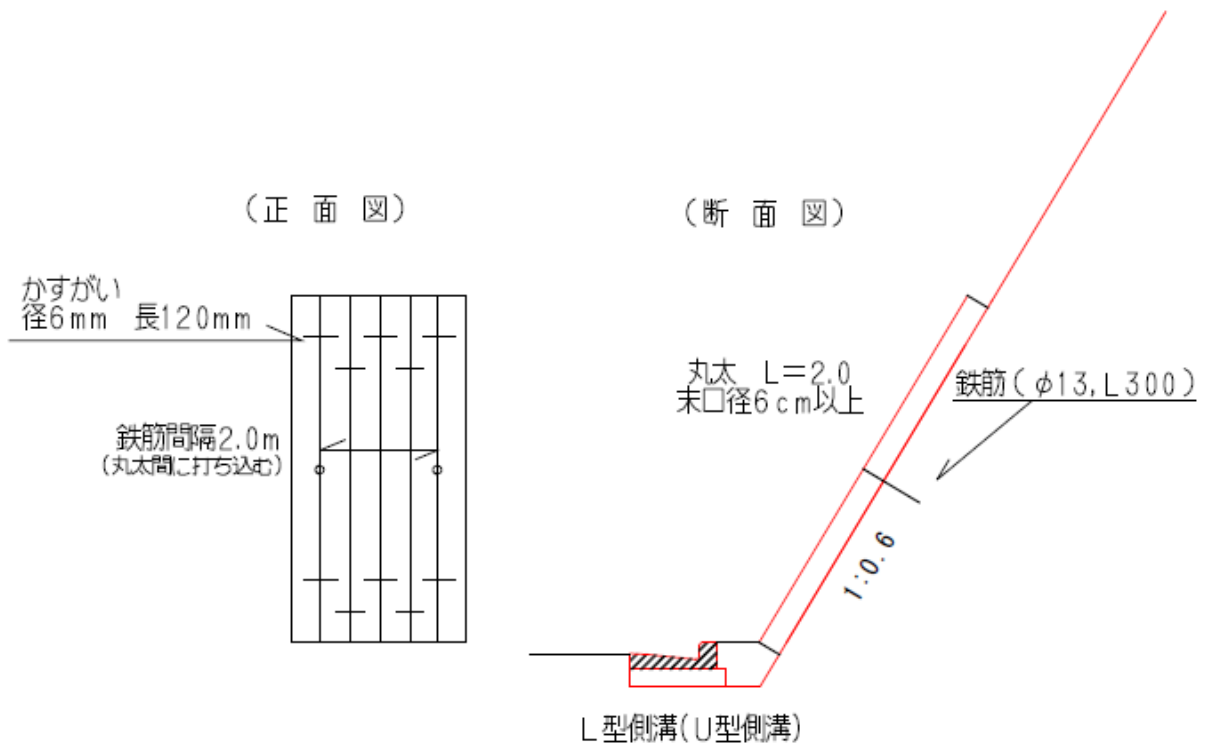 (正 面 図)
(断 面 図)
かすがい
径6mm 長120mm
丸太 L=2.0
末口径6cm以上
鉄筋(φ13,L300)
鉄筋間隔2.0m
(丸太間に打ち込む)
1:0.6
L型側溝(U型側溝)